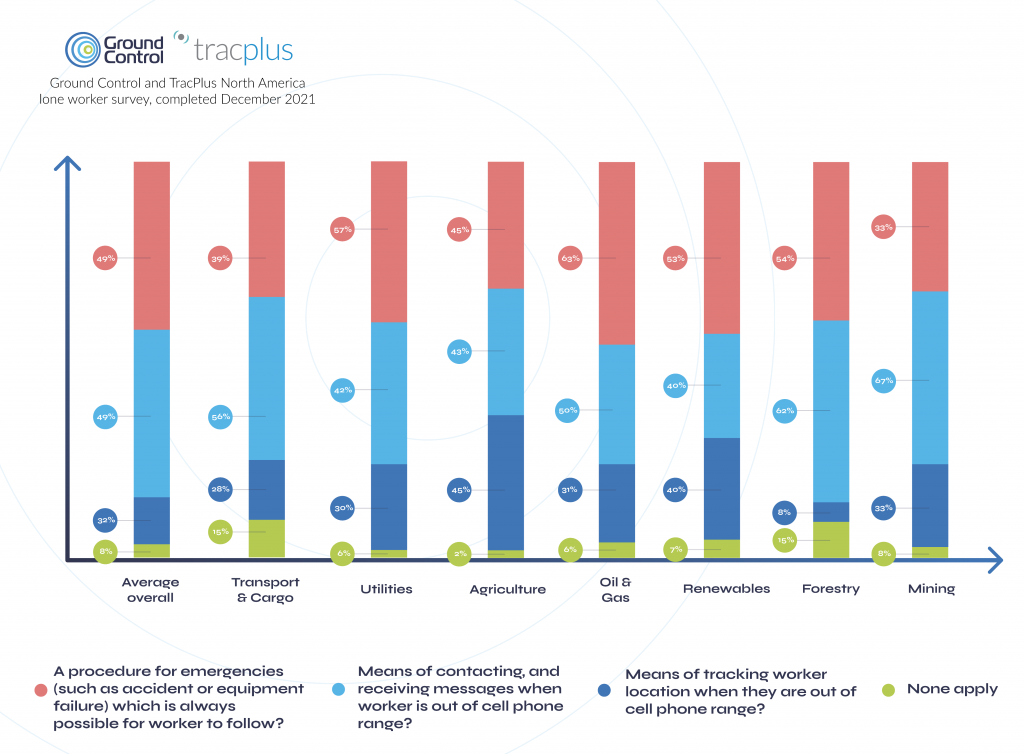 Ground
Control
tracplus
Ground Control and TracPlus North America
lone worker survey, completed December 2021
49%
49%
32%
8%
39%
56%
28%
15%
57%
42%
30%
6%
45%
43%
45%
2%
63%
50%
31%
6%
53%
40%
40%
7%
54%
62%
8%
15%
33%
67%
33%
8%
Average
overall
Transport
& Cargo
Utilities
Agriculture
Oil &
Gas
Renewables
Forestry
Mining
A procedure for emergencies
(such as accident or equipment
failure) which is always
possible for worker to follow?
Means of contacting, and
receiving messages when
worker is out of cell phone
range?
Means of tracking worker
location when they are out of
cell phone range?
None apply